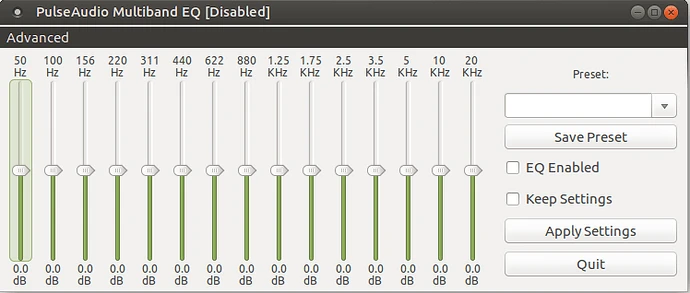 PulseAudio Multiband EQ [Disabled]
Advanced
50 100 156 220 311 440 622 880 1.25 1.75 2.5 3.5 5 10 20
Hz Hz Hz Hz Hz Hz Hz Hz KHz KHz KHz KHz KHz KHz KHz
Preset:
Save Preset
EQ Enabled
Keep Settings
Apply Settings
Quit
0.0 0.0 0.0 0.0 0.0 0.0 0.0 0.0 0.0 0.0 0.0 0.0 0.0 0.0 0.0
dB dB dB dB dB dB dB dB dB dB dB dB dB dB dB